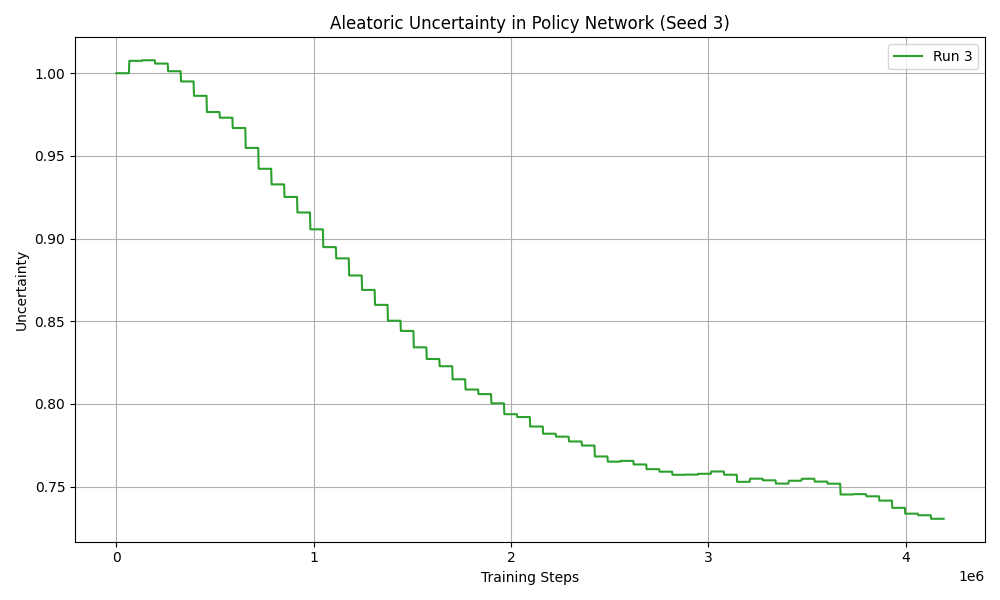 Aleatoric Uncertainty in Policy Network (Seed 3)
Run 3
Uncertainty
1.00
0.95
0.90
0.85
0.80
0.75
0 1 2 3 4
1e6
Training Steps